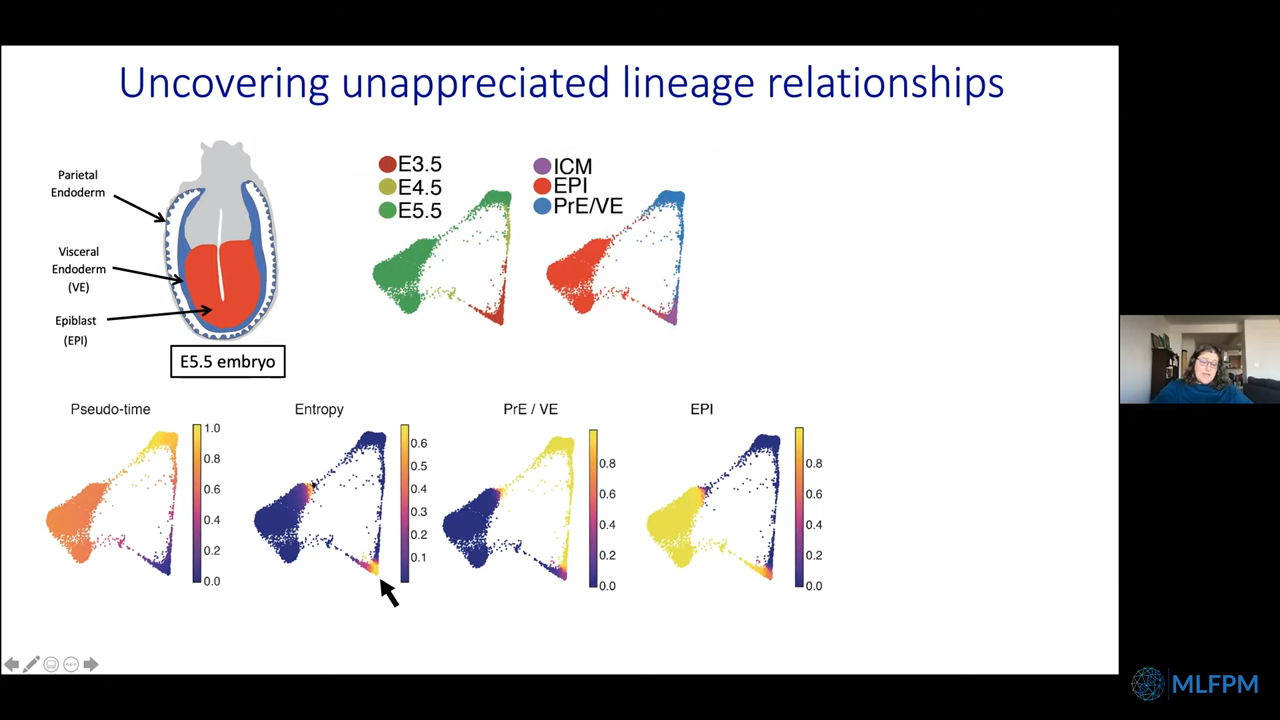 Uncovering unappreciated lineage relationships
Parietal
Endoderm
Visceral
Endoderm
(VE)
Epiblast
(EPI)
E5.5 embryo
E3.5
E4.5
E5.5
ICM
EPI
PrE/VE
Pseudo-time
1.0
0.8
0.6
0.4
0.2
0.0
Entropy
0.6
0.5
0.4
0.3
0.2
0.1
PrE / VE
0.8
0.6
0.4
0.2
0.0
EPI
0.8
0.6
0.4
0.2
0.0
MLFPM